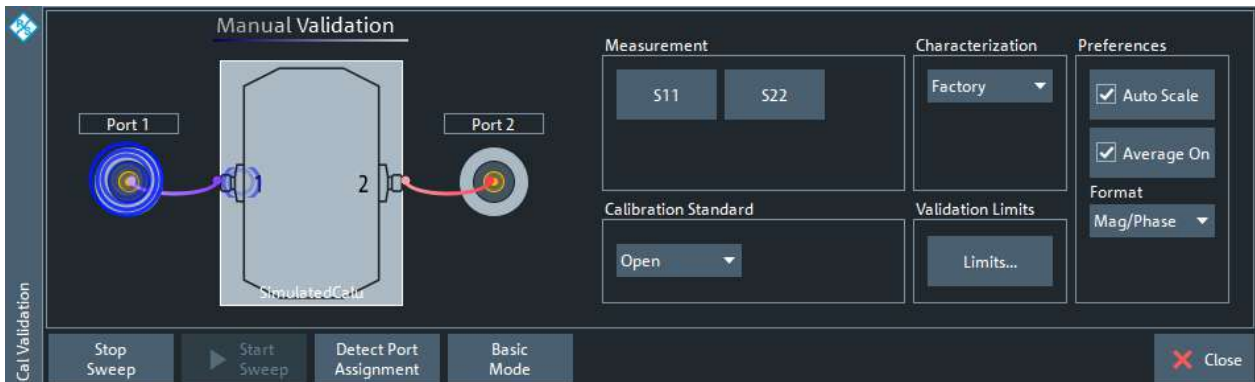 Manual Validation
Port 1
Port 2
1
2
SimulatedCalu
Measurement
S11
S22
Characterization
Factory
Preferences
Auto Scale
Average On
Format
Mag/Phase
Calibration Standard
Open
Validation Limits
Limits...
Cal Validation
Stop
Sweep
Start
Sweep
Detect Port
Assignment
Basic
Mode
Close